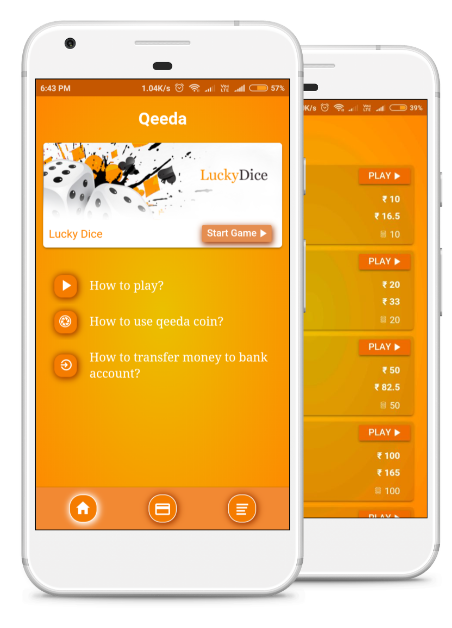 6:43 PM 1.04K/s 57%
Qeeda
LuckyDice
Lucky Dice
Start Game
How to play?
How to use qeeda coin?
How to transfer money to bank
account?
K/s 39%
PLAY
₹ 10
₹ 16.5
10
PLAY
₹ 20
₹ 33
20
PLAY
₹ 50
₹ 82.5
50
PLAY
₹ 100
₹ 165
100
PLAY